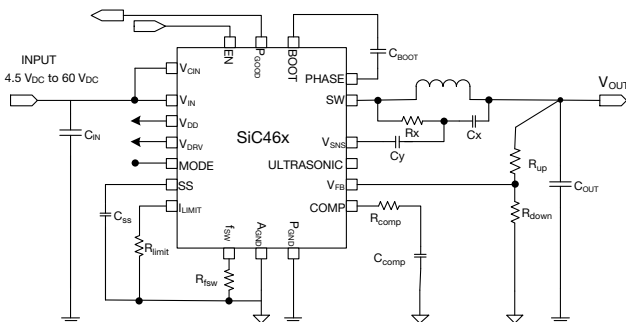 INPUT
4.5 VDC to 60 VDC
CIN
EN
PGOOD
BOOT
CBOOT
VCIN
VIN
VDD
VDRV
MODE
SS
ILIMIT
SiC46x
PHASE
SW
VSNS
ULTRASONIC
VFB
COMP
fSW
AGND
PGND
Rx
Cx
Cy
VOUT
Rup
COUT
Rdown
Rcomp
Ccomp
Css
Rlimit
Rfsw